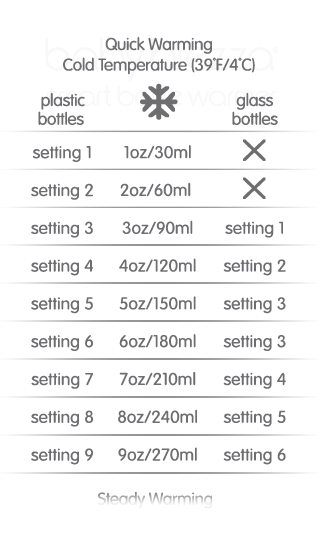 Quick Warming
Cold Temperature (39°F/4°C)
plastic bottles glass bottles
setting 1 1oz/30ml X
setting 2 2oz/60ml X
setting 3 3oz/90ml setting 1
setting 4 4oz/120ml setting 2
setting 5 5oz/150ml setting 3
setting 6 6oz/180ml setting 3
setting 7 7oz/210ml setting 4
setting 8 8oz/240ml setting 5
setting 9 9oz/270ml setting 6
Steady Warming